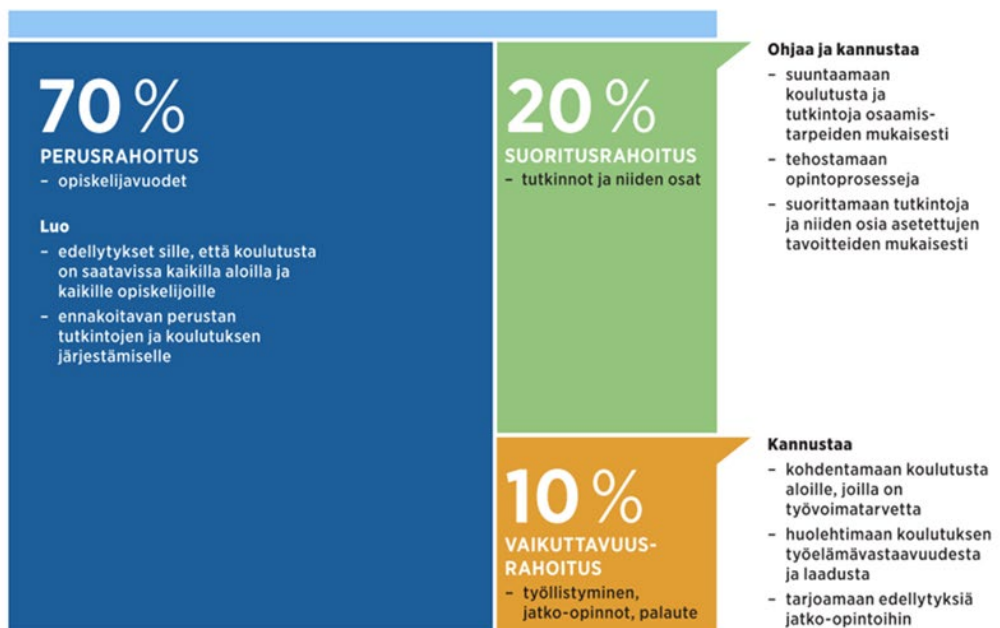 70 %
PERUSRAHOITUS
– opiskelijavuodet
Luo
– edellytykset sille, että koulutusta
on saatavissa kaikilla aloilla ja
kaikille opiskelijoille
– ennakoitavan perustan
tutkintojen ja koulutuksen
järjestämiselle
20 %
SUORITUSRAHOITUS
– tutkinnot ja niiden osat
Ohjaa ja kannustaa
– suuntaamaan
koulutusta ja
tutkintoja osaamis-
tarpeiden mukaisesti
– tehostamaan
opintoprosesseja
– suorittamaan tutkintoja
ja niiden osia asetettujen
tavoitteiden mukaisesti
10 %
VAIKUTTAVUUS-
RAHOITUS
– työllistyminen,
jatko-opinnot, palaute
Kannustaa
– kohdentamaan koulutusta
aloille, joilla on
työvoimatarvetta
– huolehtimaan koulutuksen
työelämävastaavuudesta
ja laadusta
– tarjoamaan edellytyksiä
jatko-opintoihin